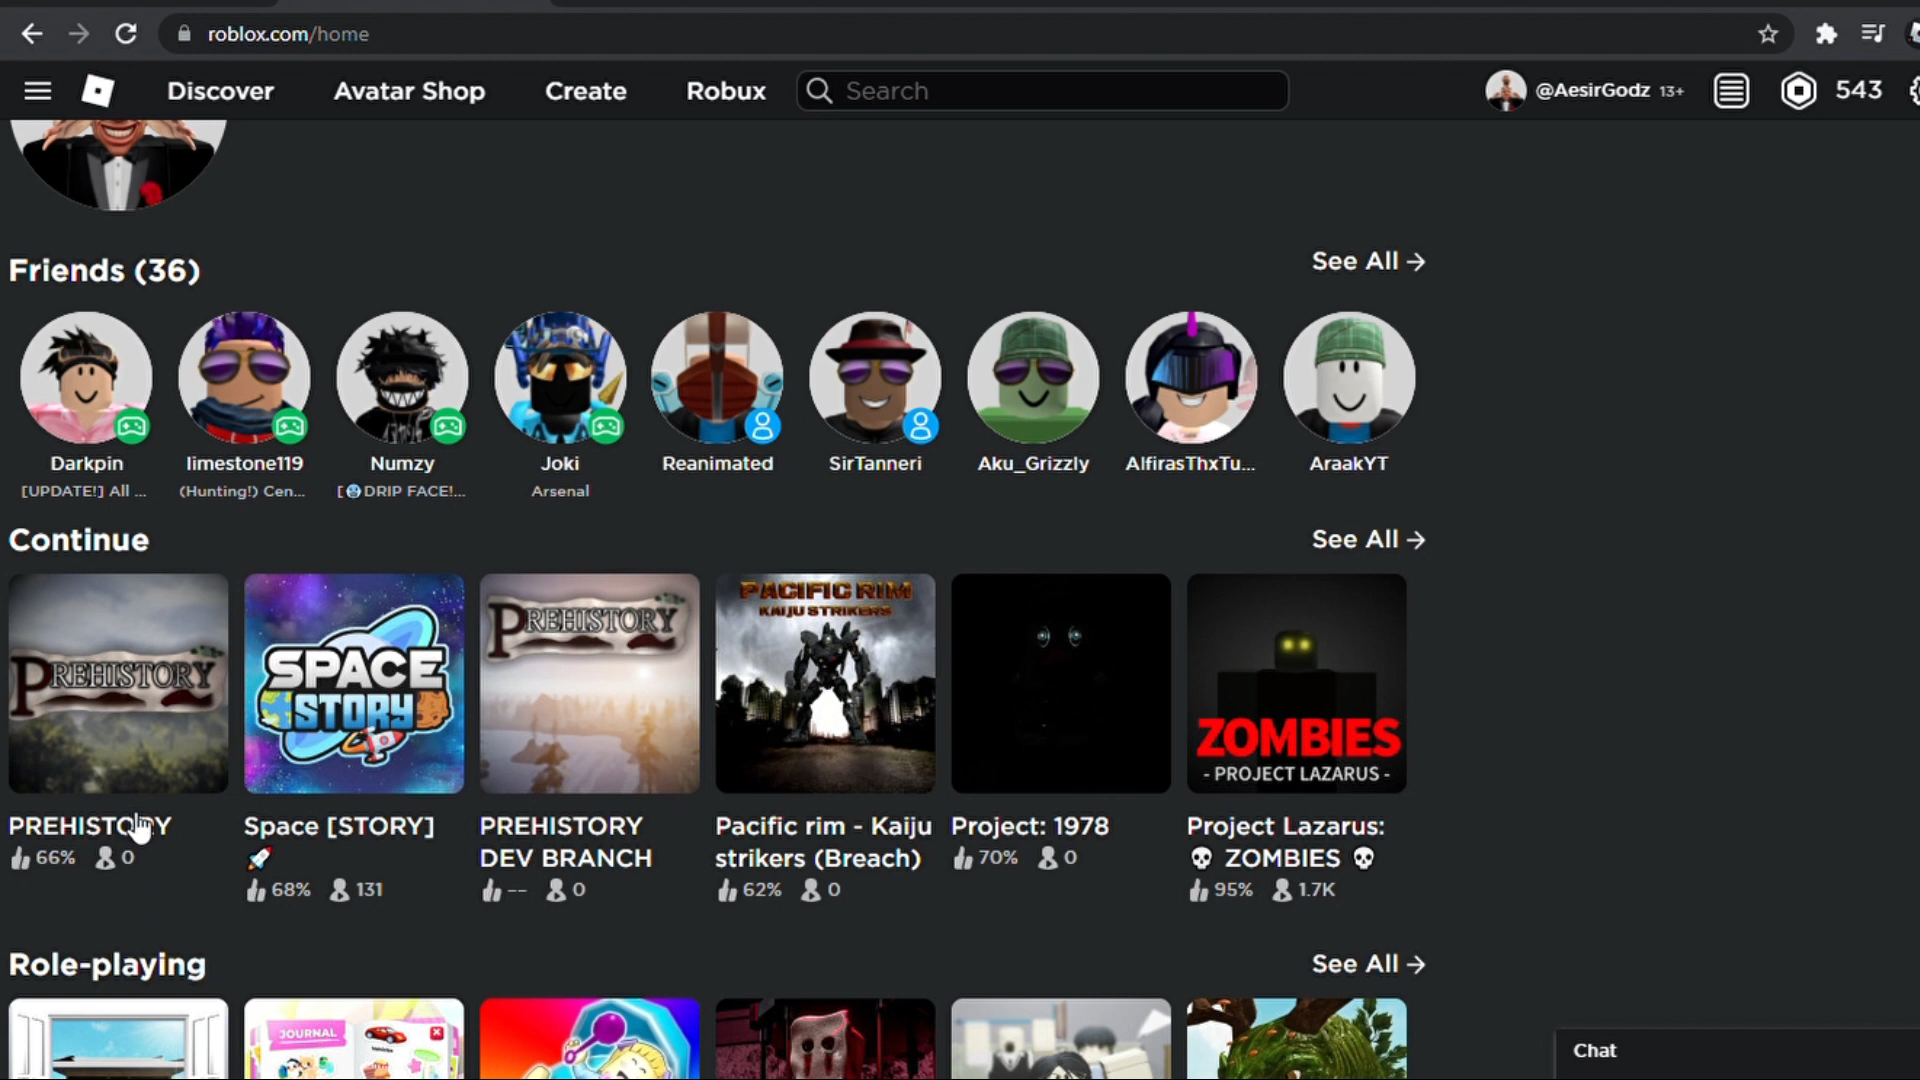 roblox.com/home
Discover
Avatar Shop
Create
Robux
Search
@AesirGodz 13+
543
Friends (36)
See All →
Darkpin
limestone119
Numzy
Joki
Reanimated
SirTanneri
Aku_Grizzly
AlfirasThxTu...
AraakYT
[UPDATE!] All ...
(Hunting!) Cen...
[🥶DRIP FACE!...
Arsenal
Continue
See All →
PREHISTORY
SPACE
STORY
PREHISTORY
PACIFIC RIM
KAIJU STRIKERS
ZOMBIES
- PROJECT LAZARUS -
PREHISTORY
66% 0
Space [STORY]
🚀
68% 131
PREHISTORY
DEV BRANCH
-- 0
Pacific rim - Kaiju
strikers (Breach)
62% 0
Project: 1978
70% 0
Project Lazarus:
💀 ZOMBIES 💀
95% 1.7K
Role-playing
See All →
JOURNAL
Chat